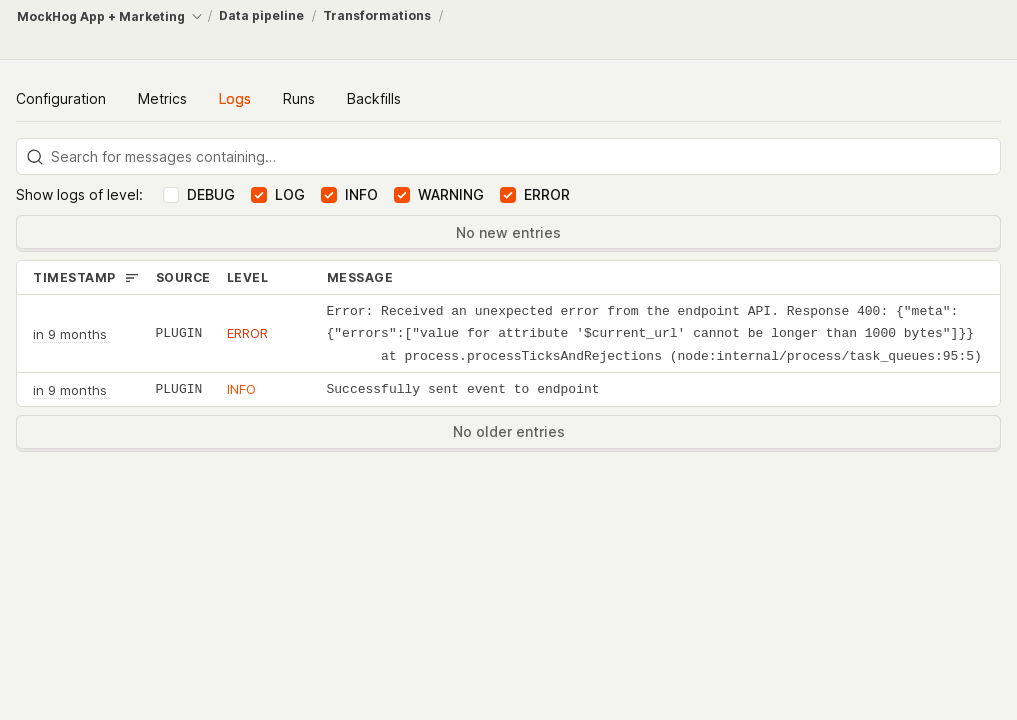 MockHog App + Marketing / Data pipeline / Transformations /
Configuration Metrics Logs Runs Backfills
Search for messages containing…
Show logs of level: DEBUG LOG INFO WARNING ERROR
No new entries
TIMESTAMP SOURCE LEVEL MESSAGE
in 9 months PLUGIN ERROR Error: Received an unexpected error from the endpoint API. Response 400: {"meta":
{"errors":["value for attribute '$current_url' cannot be longer than 1000 bytes"]}}
at process.processTicksAndRejections (node:internal/process/task_queues:95:5)
in 9 months PLUGIN INFO Successfully sent event to endpoint
No older entries